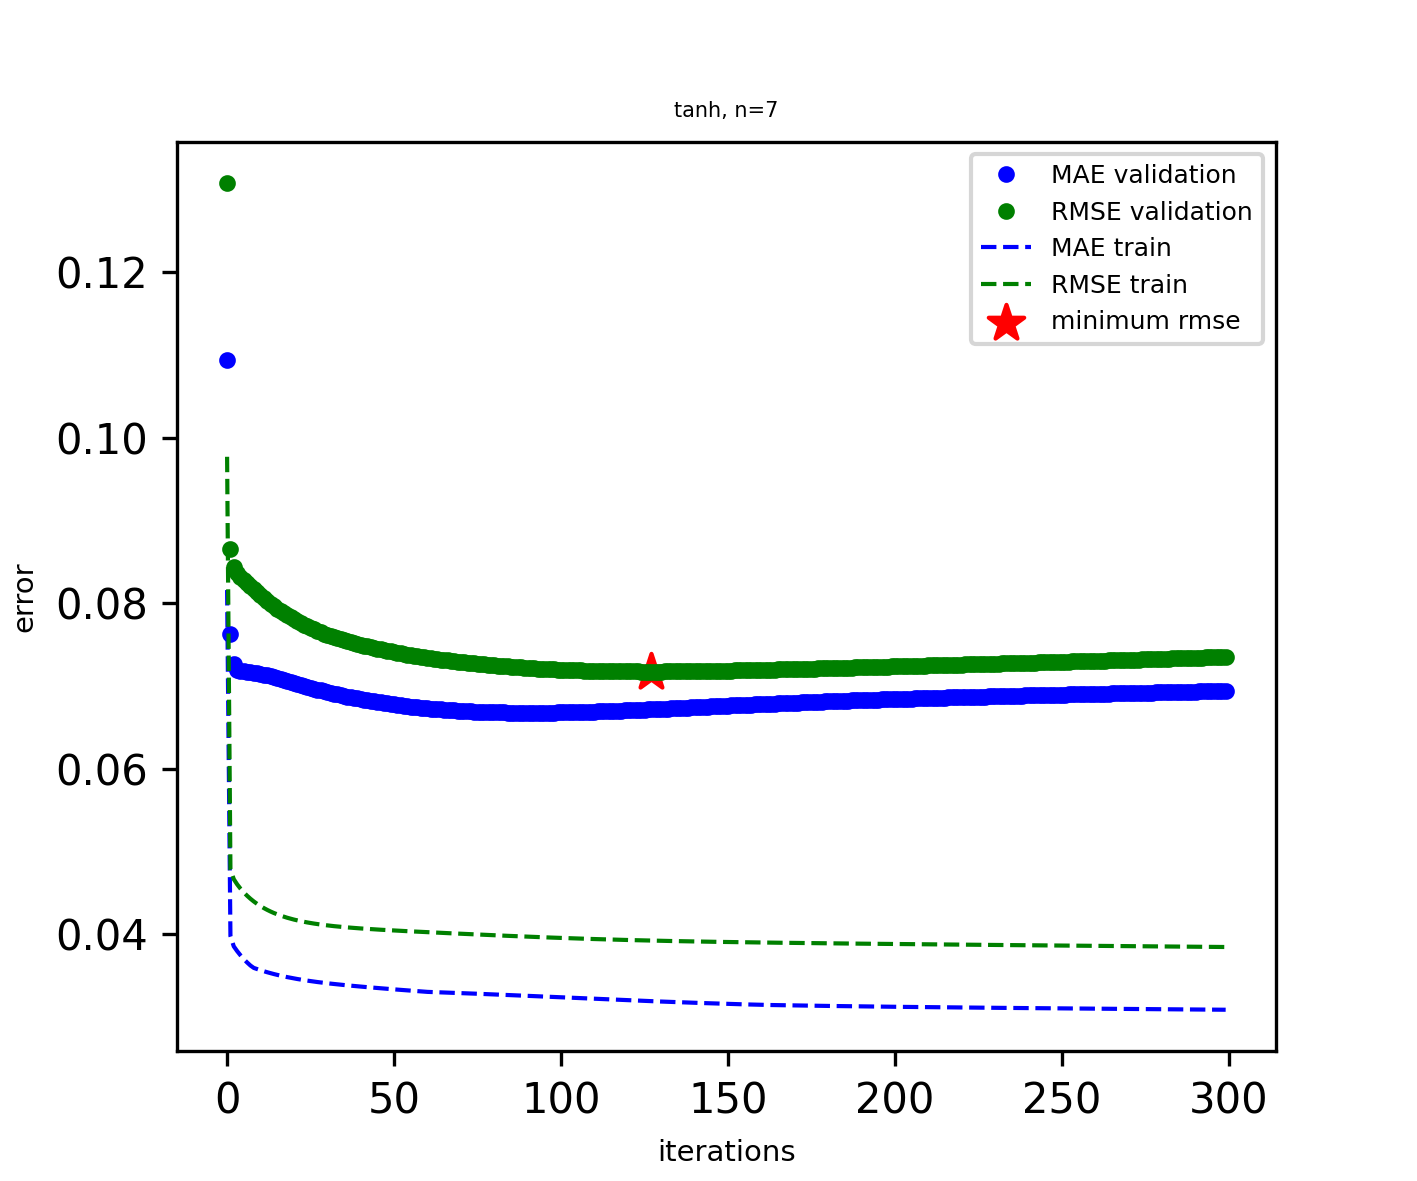 tanh, n=7
MAE validation
RMSE validation
MAE train
RMSE train
minimum rmse
error
0.12
0.10
0.08
0.06
0.04
0 50 100 150 200 250 300
iterations